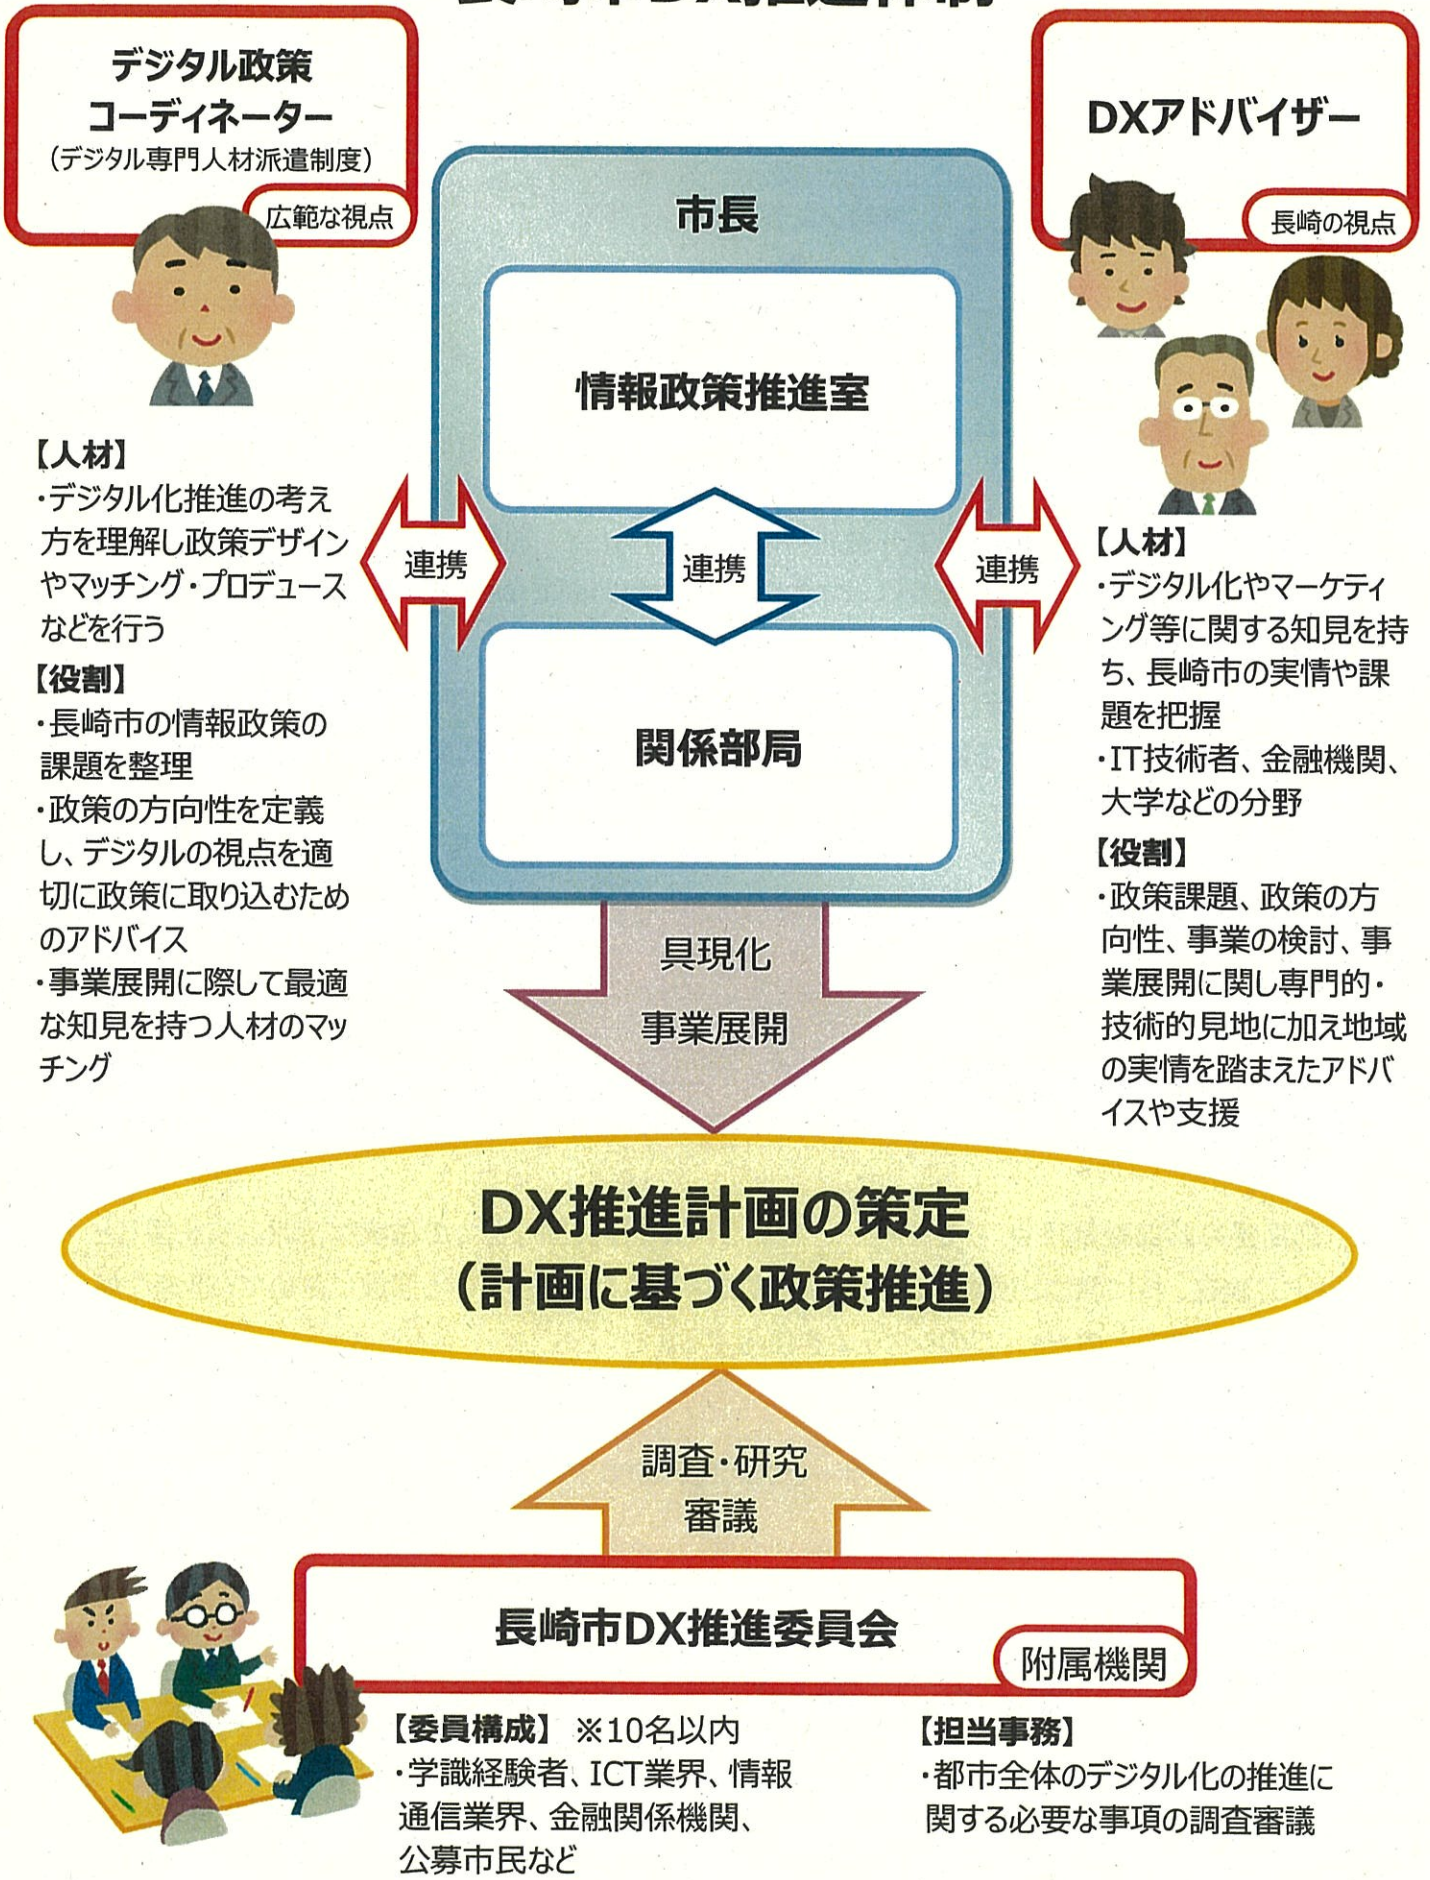 デジタル政策
コーディネーター
（デジタル専門人材派遣制度）
広範な視点
DXアドバイザー
長崎の視点
市長
情報政策推進室
連携
関係部局
連携
連携
【人材】
・デジタル化推進の考え
方を理解し政策デザイン
やマッチング・プロデュース
などを行う
【役割】
・長崎市の情報政策の
課題を整理
・政策の方向性を定義
し、デジタルの視点を適
切に政策に取り込むため
のアドバイス
・事業展開に際して最適
な知見を持つ人材のマッ
チング
【人材】
・デジタル化やマーケティ
ング等に関する知見を持
ち、長崎市の実情や課
題を把握
・IT技術者、金融機関、
大学などの分野
【役割】
・政策課題、政策の方
向性、事業の検討、事
業展開に関し専門的・
技術的見地に加え地域
の実情を踏まえたアドバ
イスや支援
具現化
事業展開
DX推進計画の策定
（計画に基づく政策推進）
調査・研究
審議
長崎市DX推進委員会
附属機関
【委員構成】 ※10名以内
・学識経験者、ICT業界、情報
通信業界、金融関係機関、
公募市民など
【担当事務】
・都市全体のデジタル化の推進に
関する必要な事項の調査審議